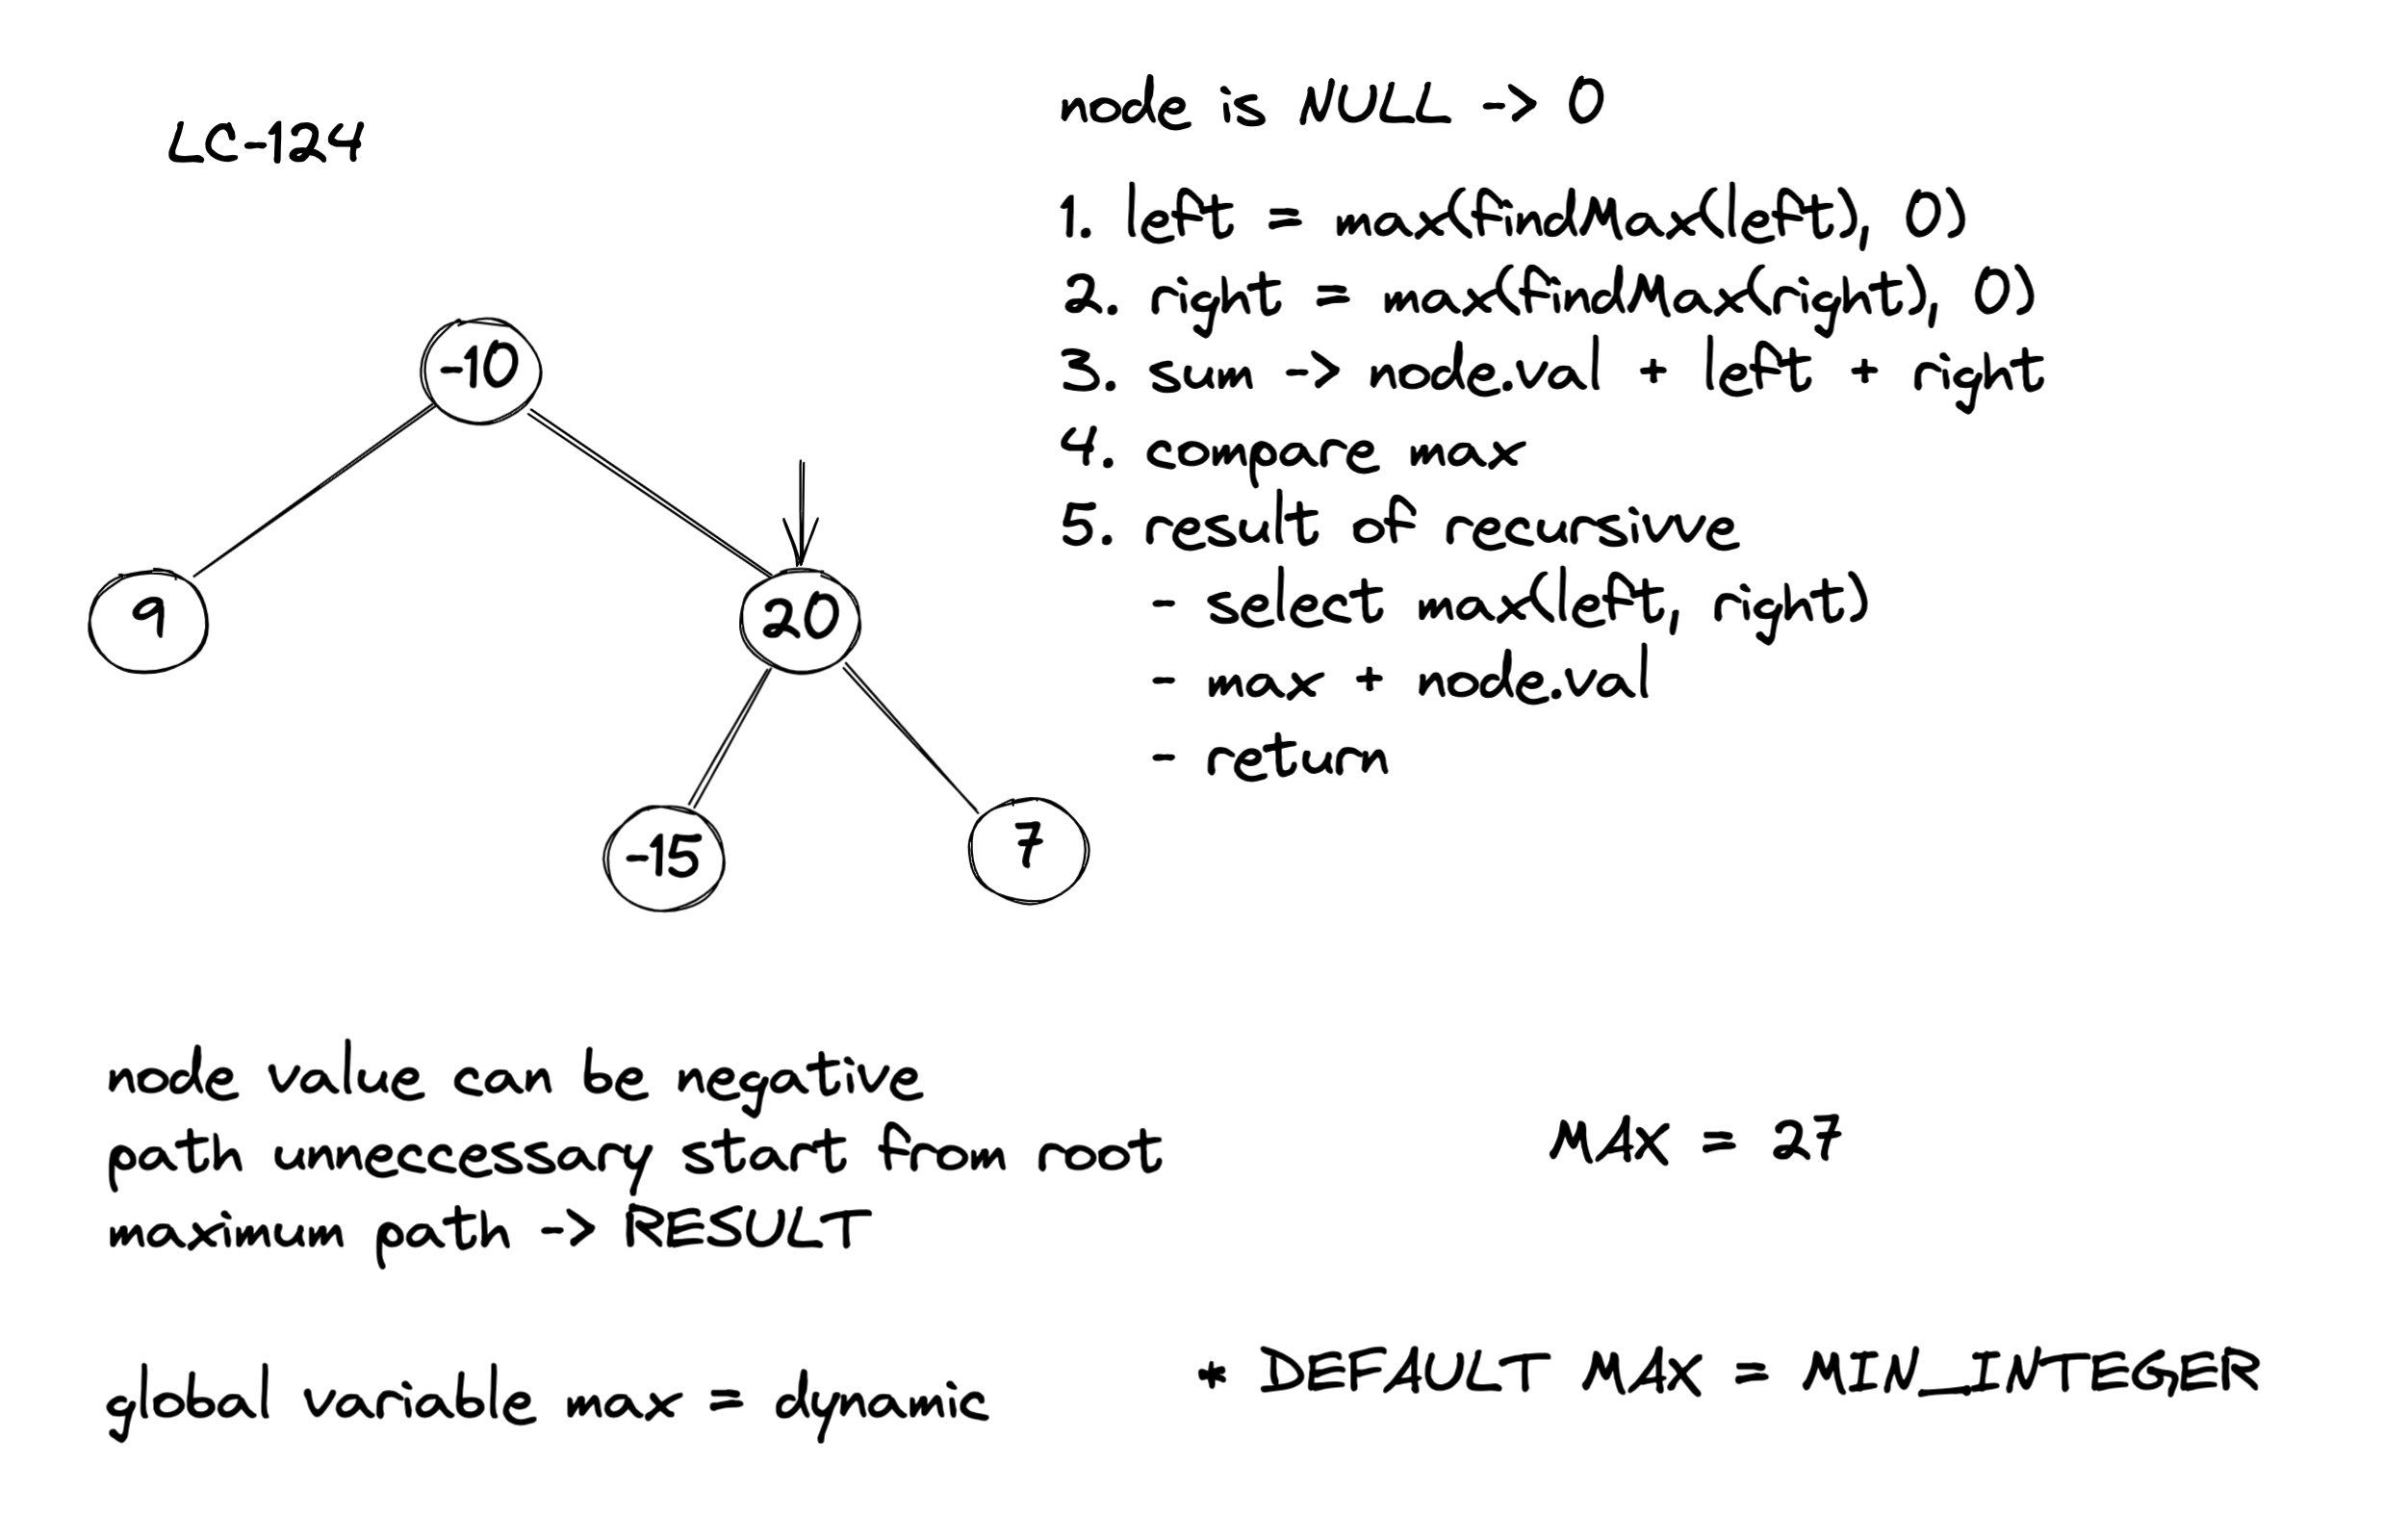 LC-124
node is NULL -> 0
1. left = max(findMax(left), 0)
2. right = max(findMax(right), 0)
3. sum -> node.val + left + right
4. compare max
5. result of recursivve
- select max(left, right)
- max + node.val
- return
-10
9
20
-15
7
node value can be negative
path unneccessary start from root
maximum path -> RESULT
MAX = 27
global variable max = dynamic
* DEFAULT MAX = MIN_INTEGER